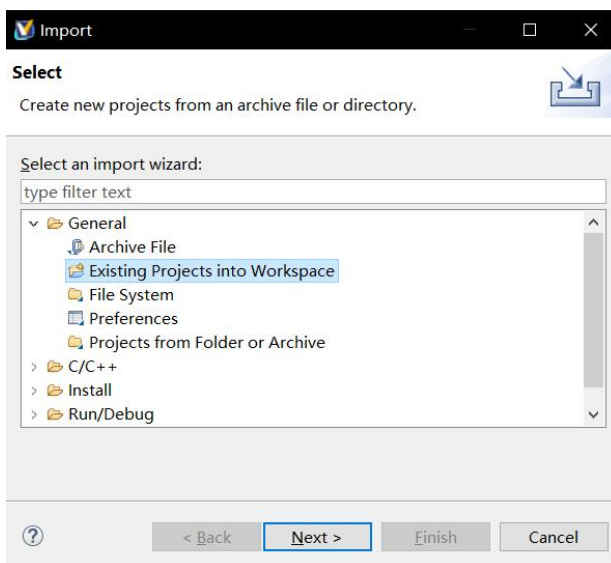 Import
Select
Create new projects from an archive file or directory.
Select an import wizard:
type filter text
General
Archive File
Existing Projects into Workspace
File System
Preferences
Projects from Folder or Archive
C/C++
Install
Run/Debug
?
< Back
Next >
Finish
Cancel